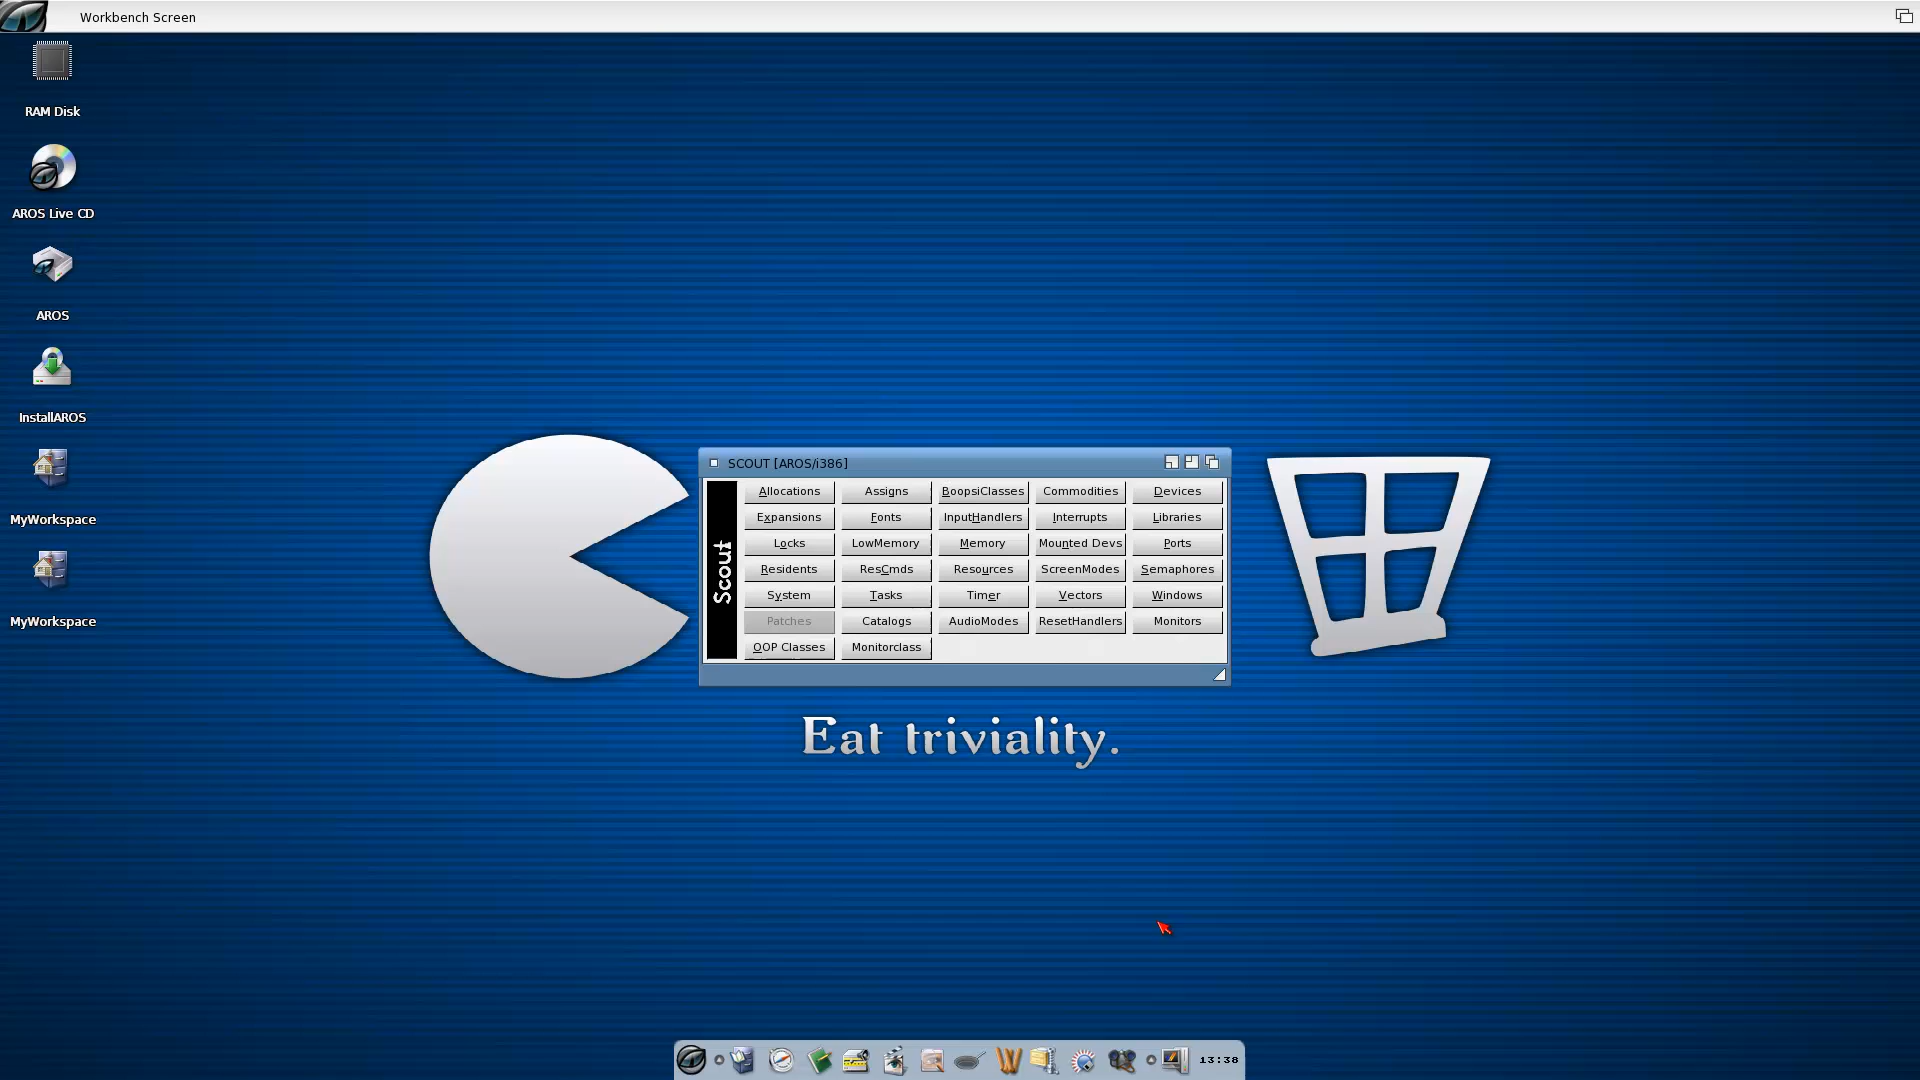 Workbench Screen
RAM Disk
AROS Live CD
AROS
InstallAROS
MyWorkspace
MyWorkspace
SCOUT [AROS/i386]
Scout
Allocations Assigns BoopsiClasses Commodities Devices
Expansions Fonts InputHandlers Interrupts Libraries
Locks LowMemory Memory Mounted Devs Ports
Residents ResCmds Resources ScreenModes Semaphores
System Tasks Timer Vectors Windows
Patches Catalogs AudioModes ResetHandlers Monitors
OOP Classes Monitorclass
Eat triviality.
13:38